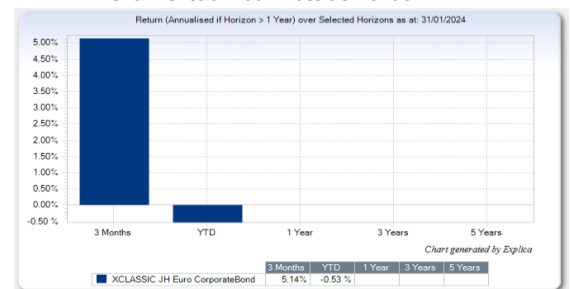 Return (Annualised if Horizon > 1 Year) over Selected Horizons as at: 31/01/2024
5.00%
4.50%
4.00%
3.50%
3.00%
2.50%
2.00%
1.50%
1.00%
0.50%
0.00%
-0.50 %
3 Months YTD 1 Year 3 Years 5 Years
Chart generated by Explica
3 Months YTD 1 Year 3 Years 5 Years
XCLASSIC JH Euro CorporateBond 5.14% -0.53 %